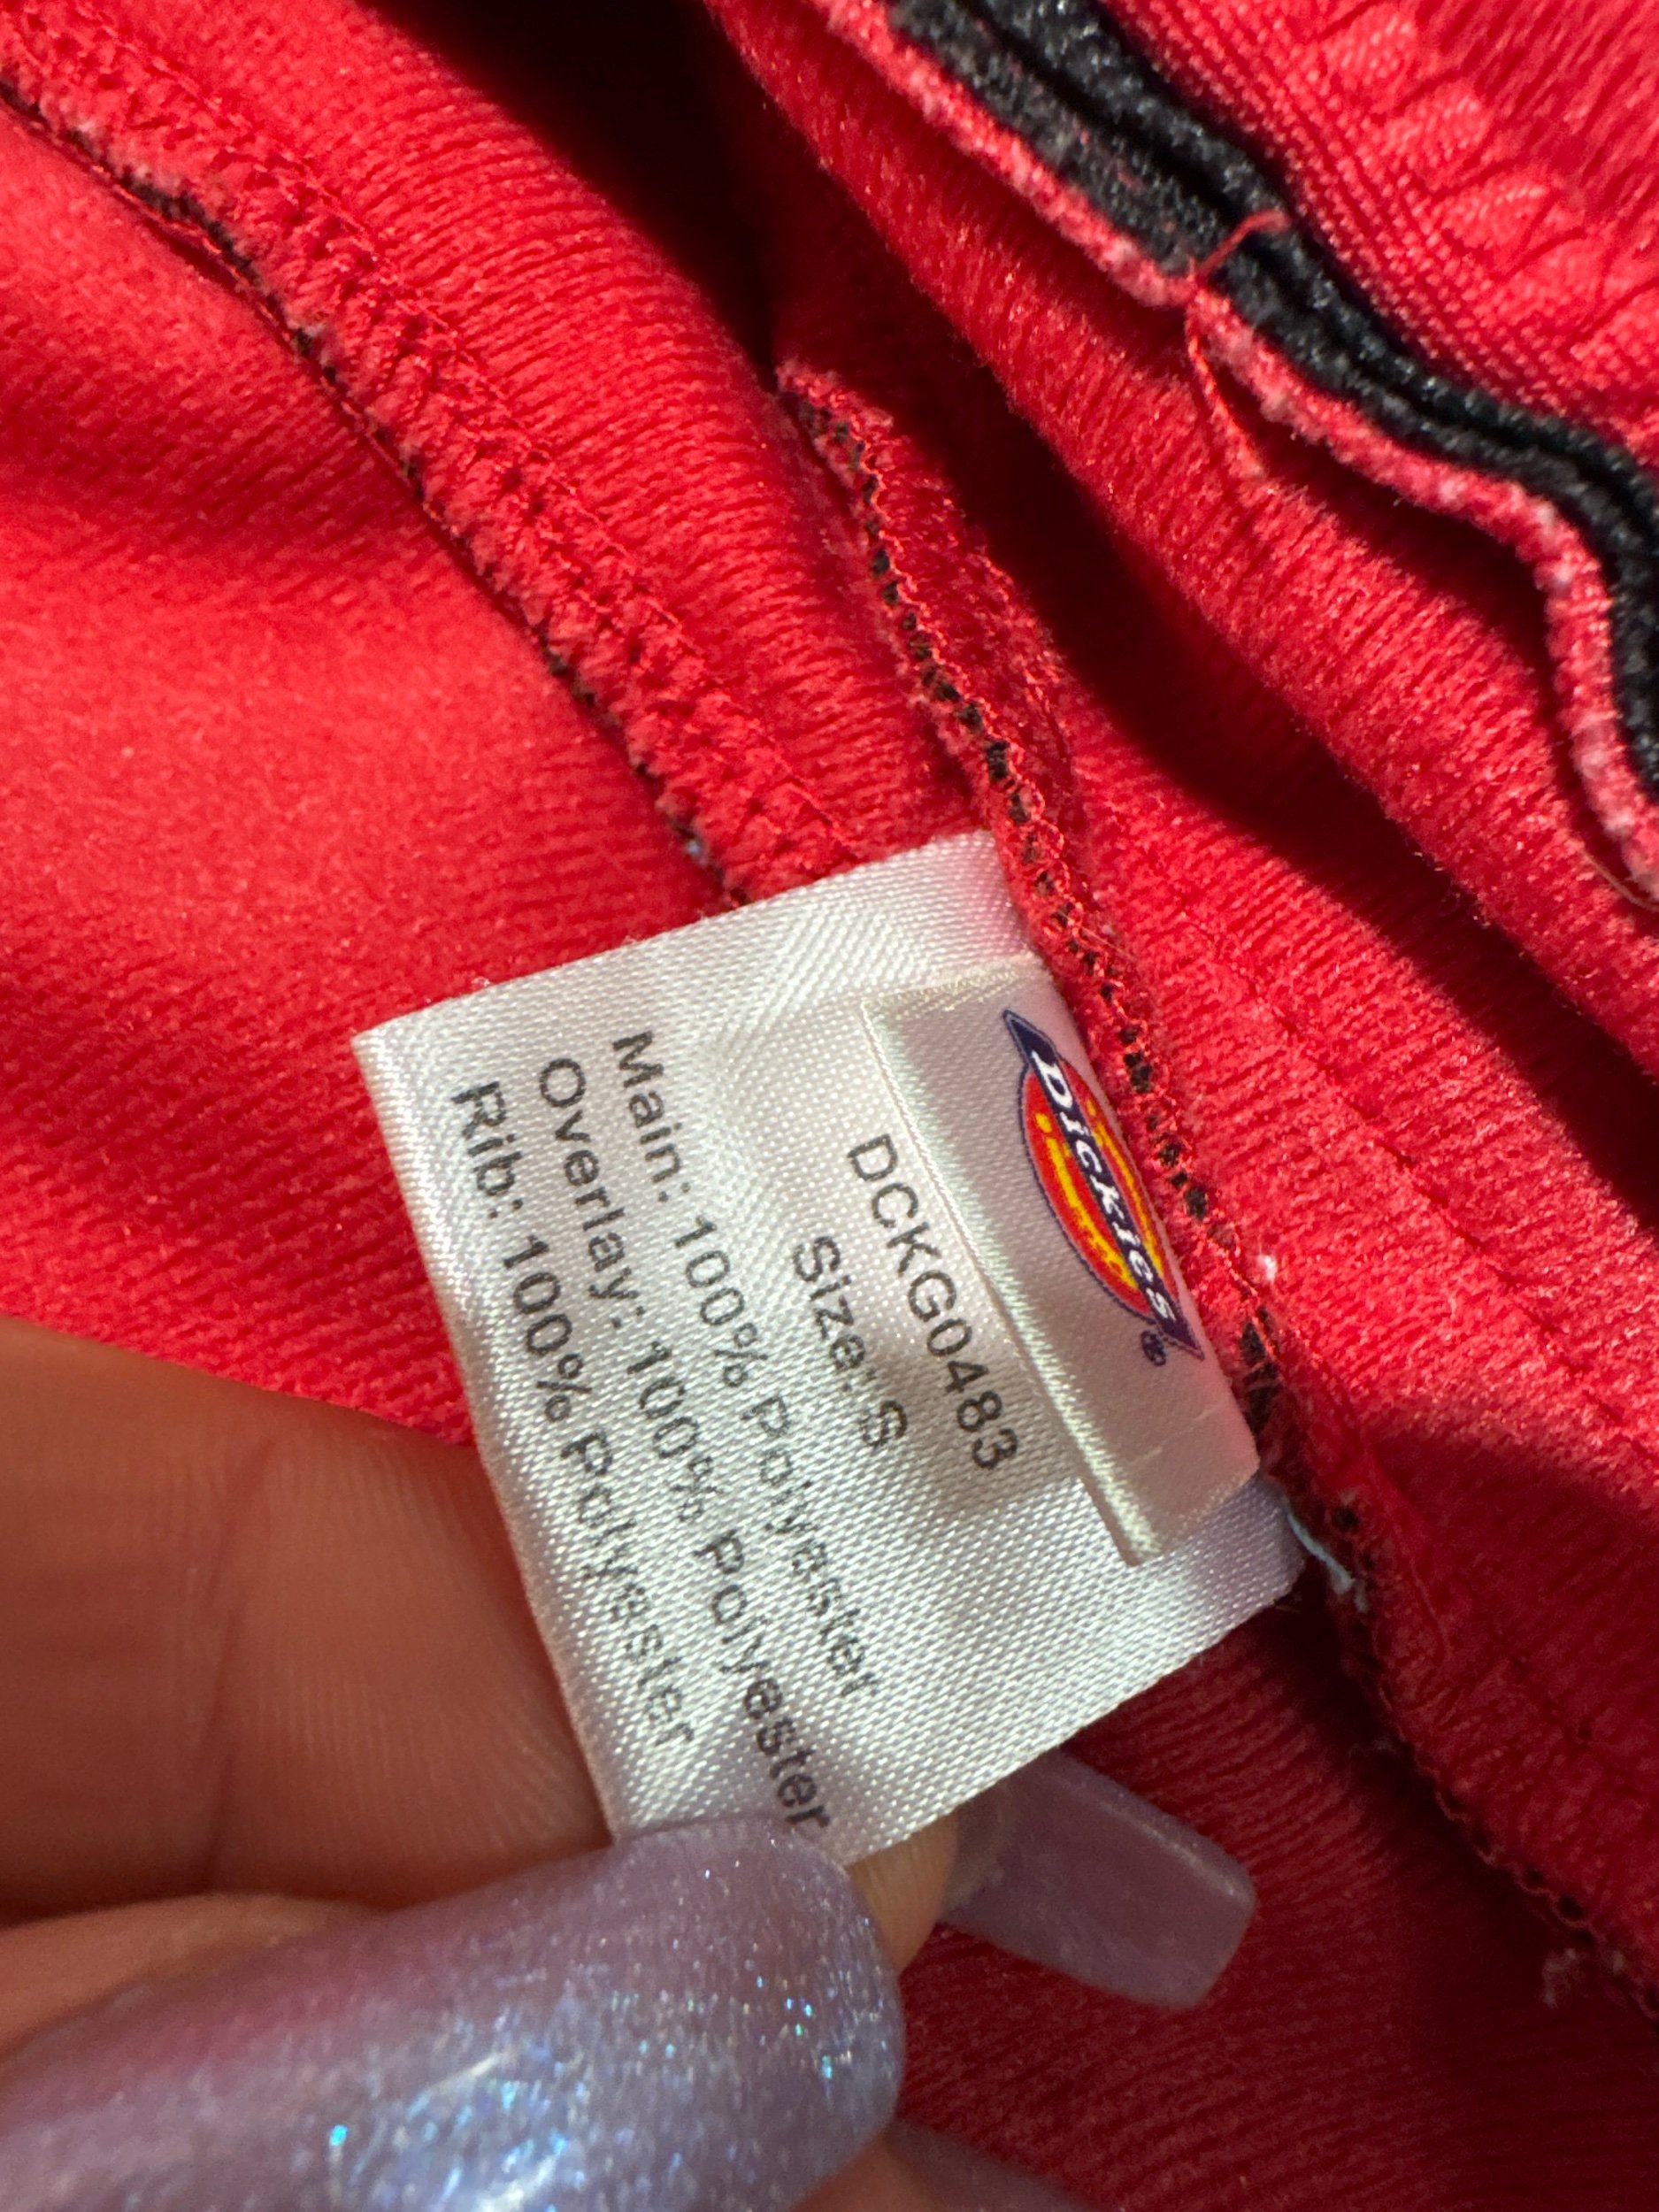 Dickies®
DCKG0483
Size: S
Main: 100% Polyester
Overlay: 100% Polyester
Rib: 100% Polyester